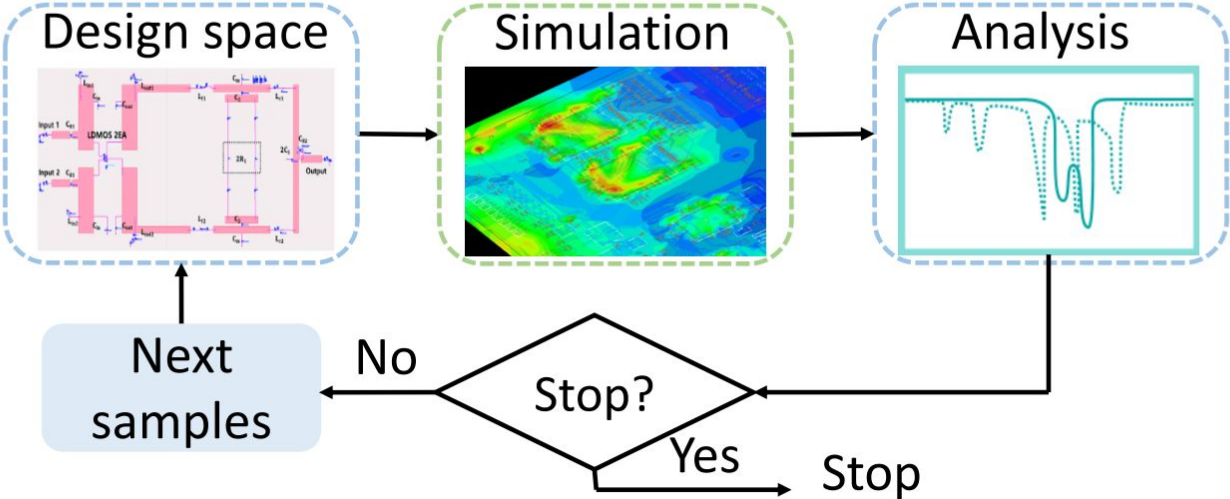 Design space
Simulation
Analysis
Input 1
LDMOS 2EA
Input 2
Output
Next
samples
No
Stop?
Yes
Stop